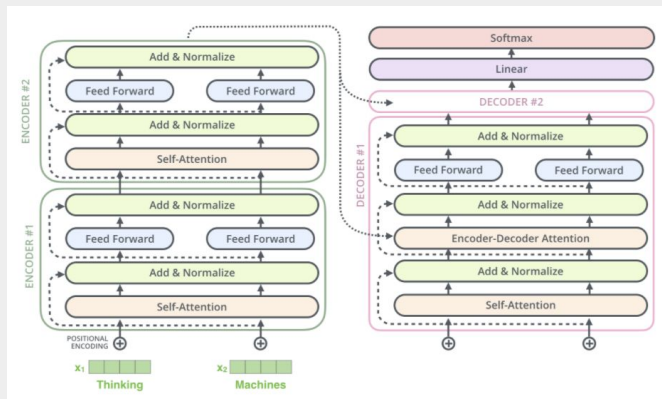 ENCODER #2
Add & Normalize
Feed Forward Feed Forward
Add & Normalize
Self-Attention
ENCODER #1
Add & Normalize
Feed Forward Feed Forward
Add & Normalize
Self-Attention
POSITIONAL
ENCODING
x₁ x₂
Thinking Machines
Softmax
Linear
DECODER #2
DECODER #1
Add & Normalize
Feed Forward Feed Forward
Add & Normalize
Encoder-Decoder Attention
Add & Normalize
Self-Attention